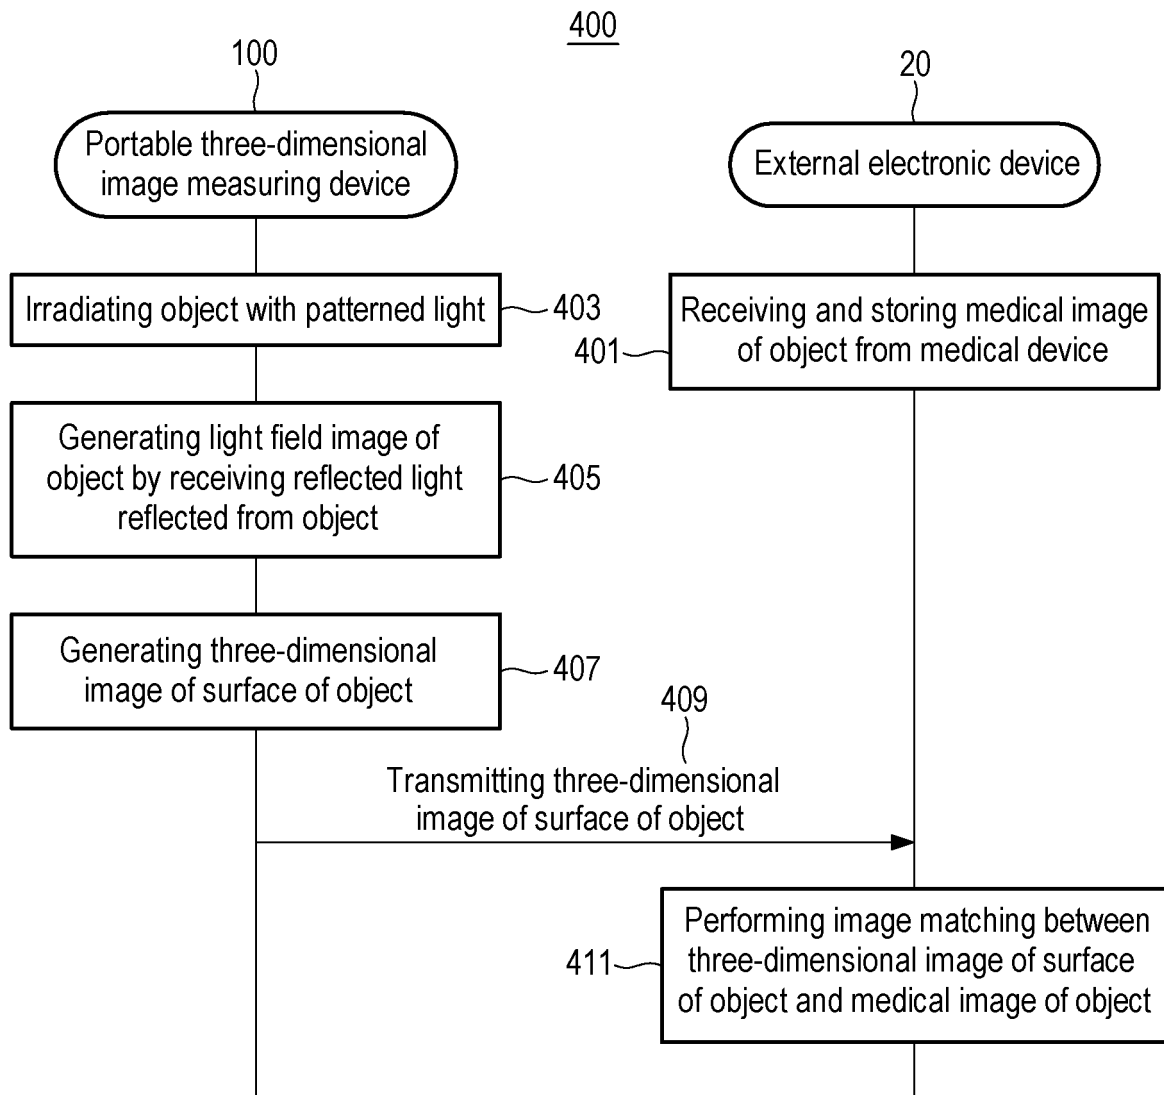 400
100
Portable three-dimensional
image measuring device
20
External electronic device
Irradiating object with patterned light
403
Receiving and storing medical image
of object from medical device
401
Generating light field image of
object by receiving reflected light
reflected from object
405
Generating three-dimensional
image of surface of object
407
409
Transmitting three-dimensional
image of surface of object
Performing image matching between
three-dimensional image of surface
of object and medical image of object
411